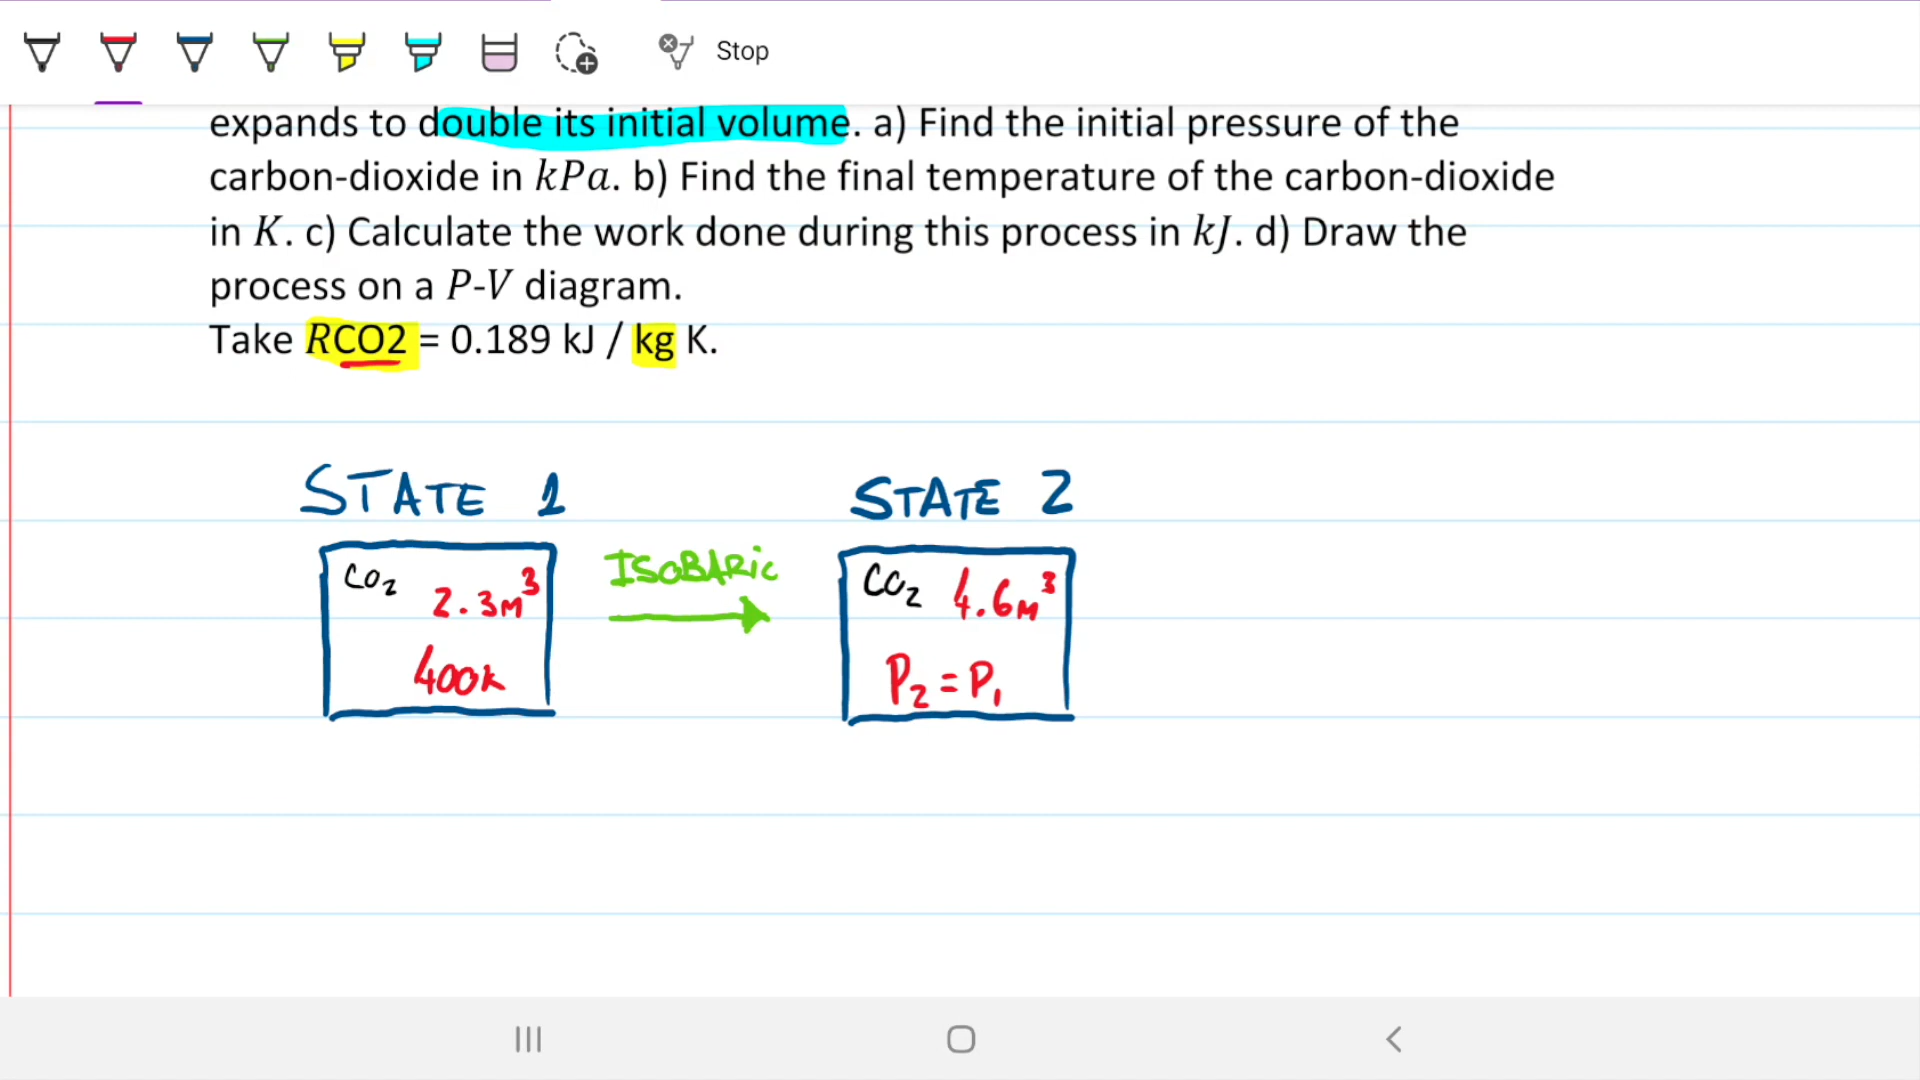 Stop
expands to double its initial volume. a) Find the initial pressure of the
carbon-dioxide in kPa. b) Find the final temperature of the carbon-dioxide
in K. c) Calculate the work done during this process in kJ. d) Draw the
process on a P-V diagram.
Take RCO2 = 0.189 kJ / kg K.
STATE 1
STATE 2
ISOBARIC
CO₂ 2.3m³
400K
CO₂ 4.6m³
P₂ = P₁